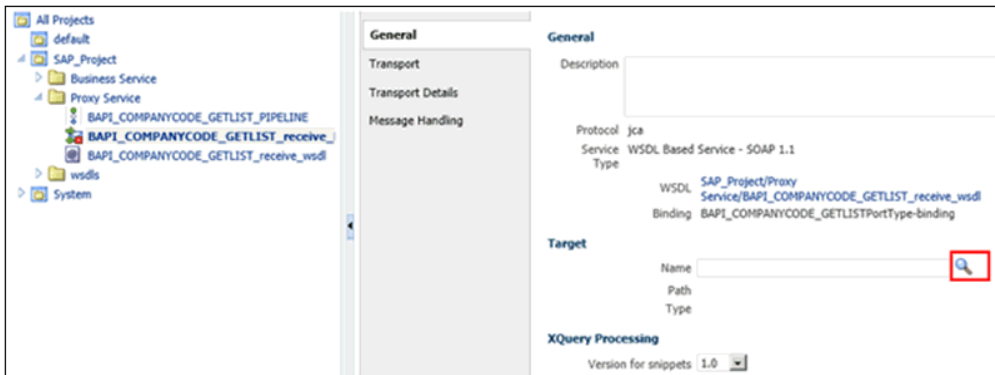 All Projects
default
SAP_Project
Business Service
Proxy Service
BAPI_COMPANYCODE_GETLIST_PIPELINE
BAPI_COMPANYCODE_GETLIST_receive_
BAPI_COMPANYCODE_GETLIST_receive_wsdl
wsdls
System
General
Transport
Transport Details
Message Handling
General
Description
Protocol jca
Service Type WSDL Based Service - SOAP 1.1
WSDL SAP_Project/Proxy
Service/BAPI_COMPANYCODE_GETLIST_receive_wsdl
Binding BAPI_COMPANYCODE_GETLISTPortType-binding
Target
Name
Path
Type
XQuery Processing
Version for snippets 1.0